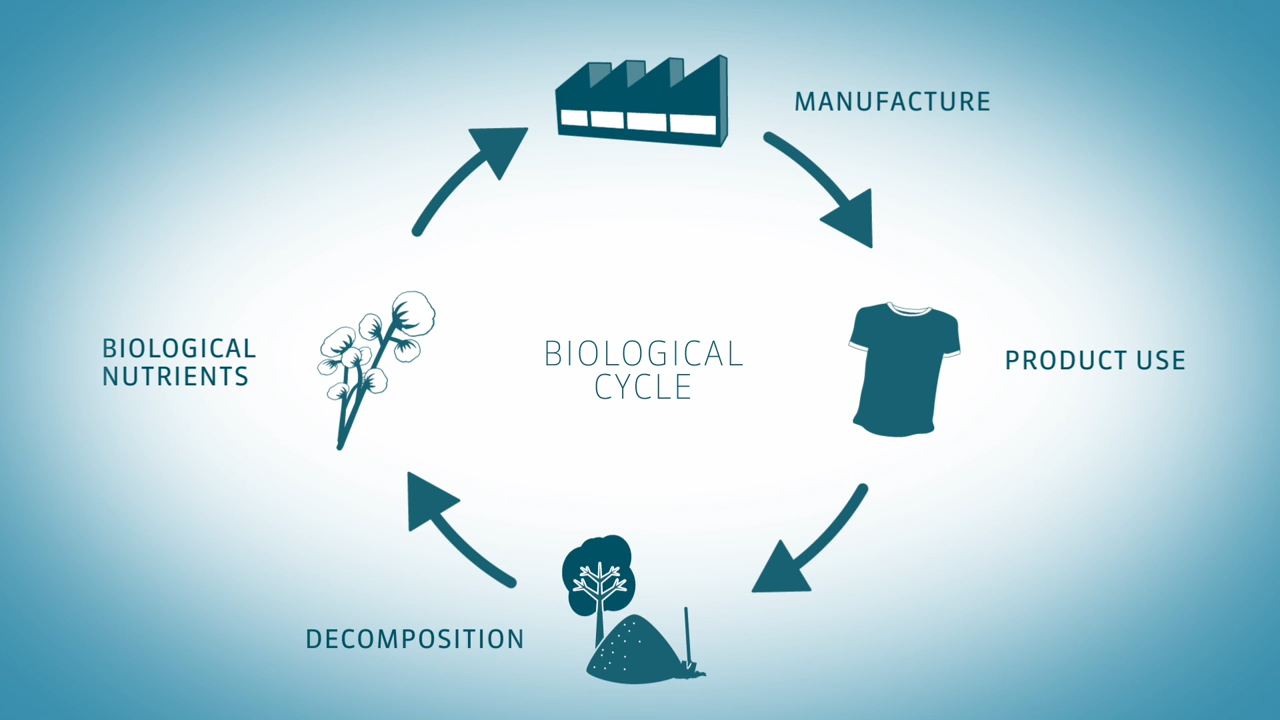 MANUFACTURE
BIOLOGICAL
NUTRIENTS
BIOLOGICAL
CYCLE
PRODUCT USE
DECOMPOSITION